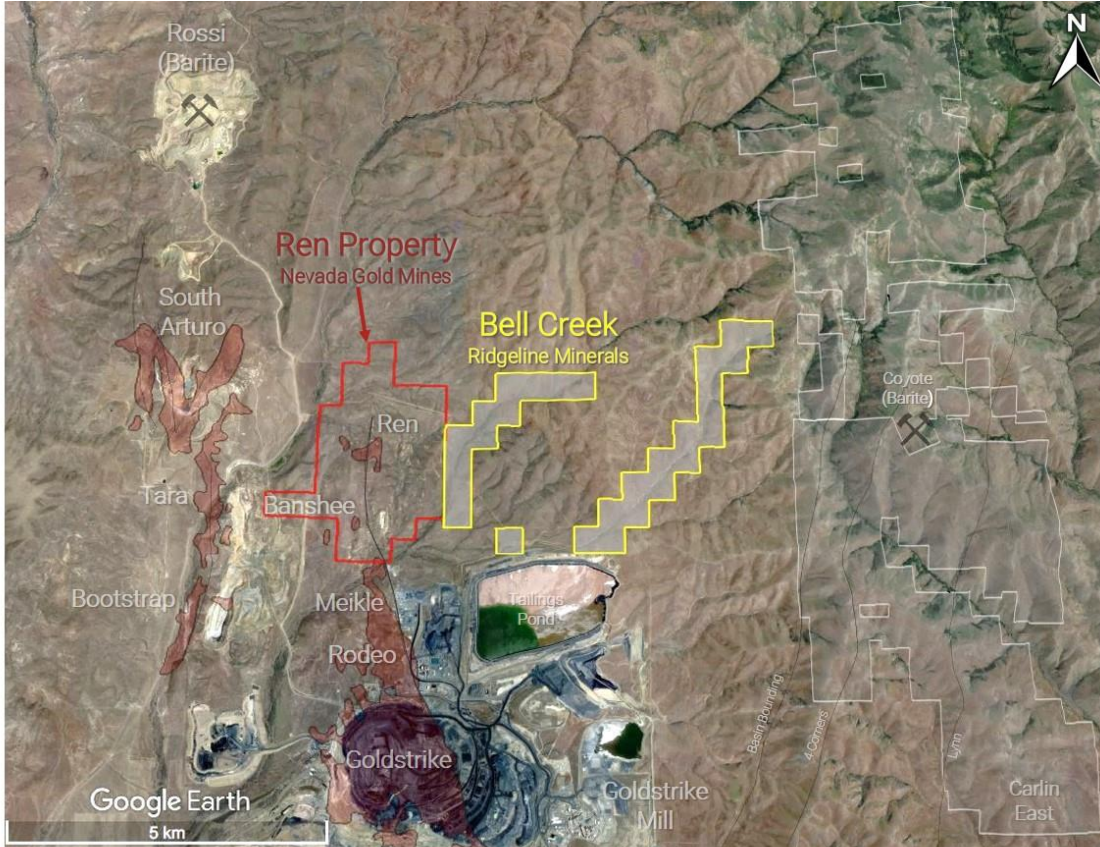 Rossi
(Barite)
N
Ren Property
Nevada Gold Mines
South
Arturo
Bell Creek
Ridgeline Minerals
Coyote
(Barite)
Ren
Tara
Banshee
Bootstrap
Meikle
Tailings
Pond
Rodeo
Basin Bounding
4 Corners
Lynn
Goldstrike
Goldstrike
Mill
Carlin
East
Google Earth
5 km